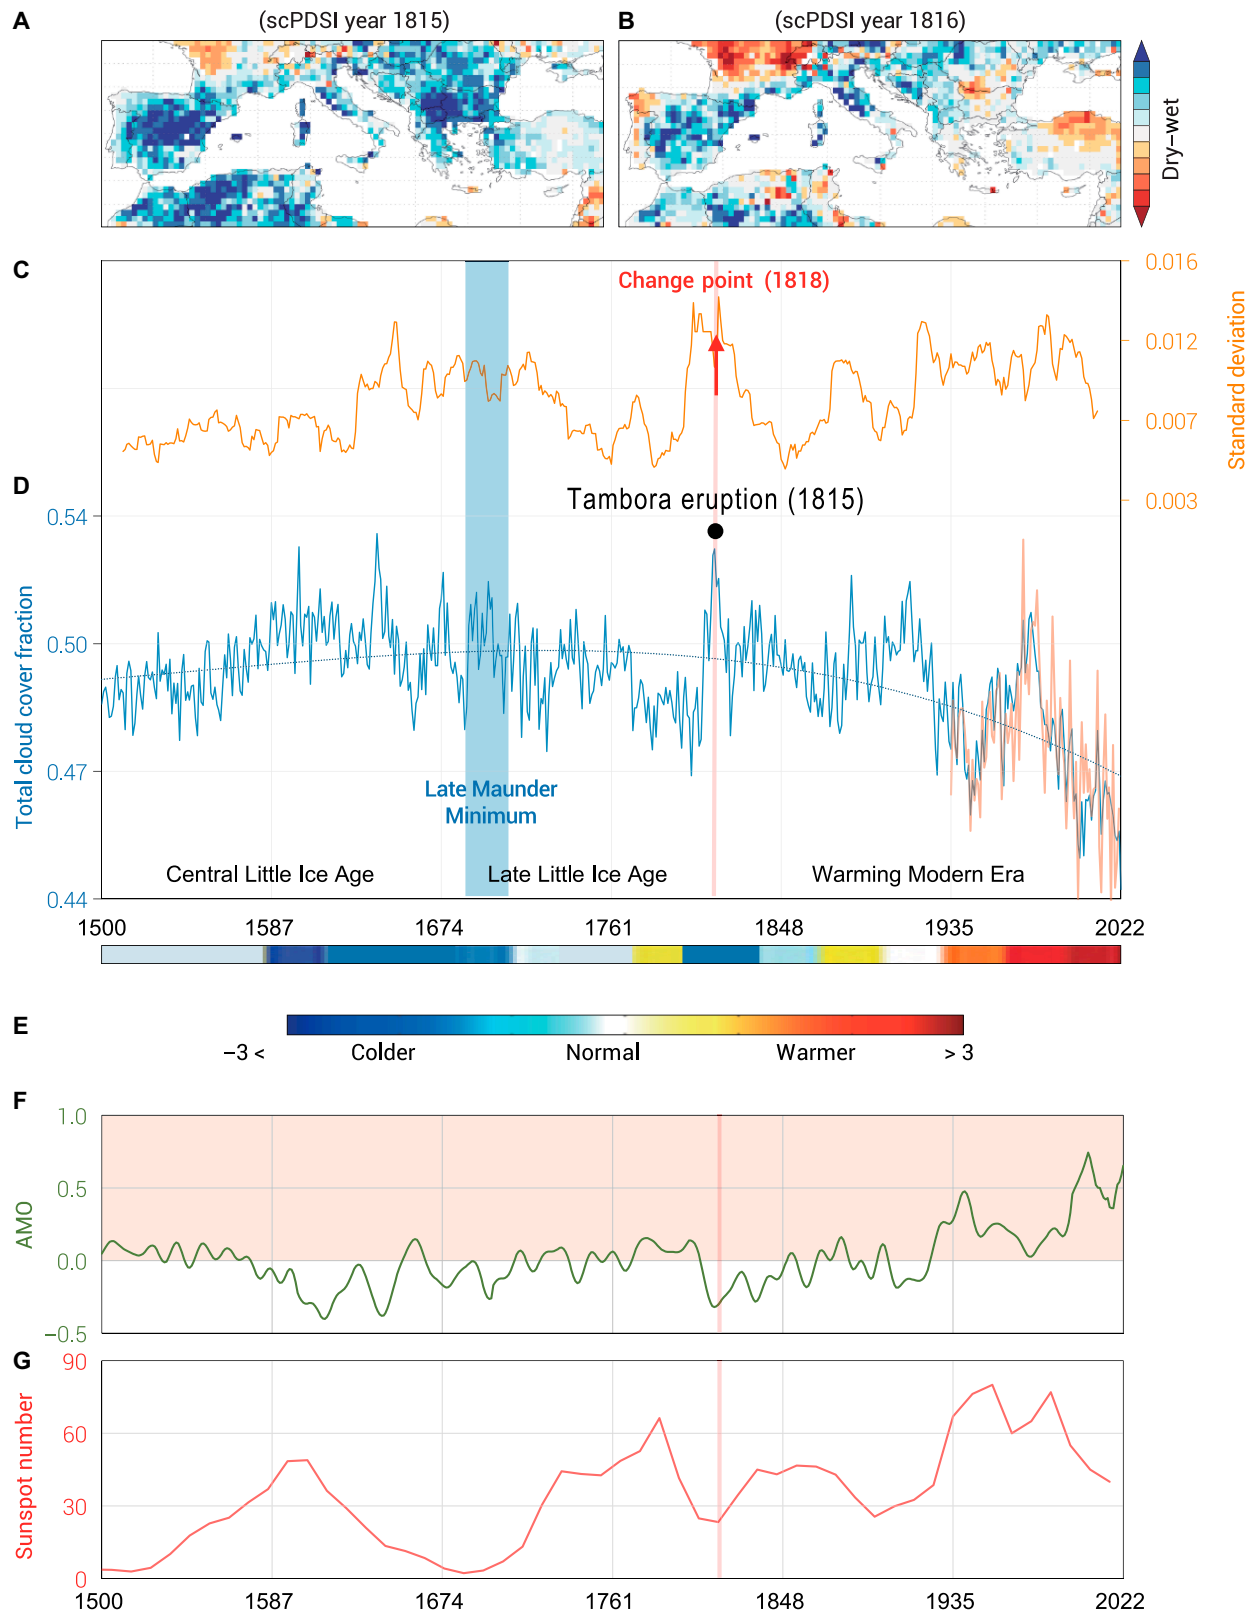 A
(scPDSI year 1815)
B
(scPDSI year 1816)
Dry–wet
C
Change point (1818)
0.016
0.012
0.007
0.003
Standard deviation
D
Tambora eruption (1815)
0.54
0.50
0.47
0.44
Total cloud cover fraction
Late Maunder
Minimum
Central Little Ice Age
Late Little Ice Age
Warming Modern Era
1500
1587
1674
1761
1848
1935
2022
E
−3 <
Colder
Normal
Warmer
> 3
F
1.0
0.5
0.0
−0.5
AMO
G
90
60
30
0
Sunspot number
1500
1587
1674
1761
1848
1935
2022